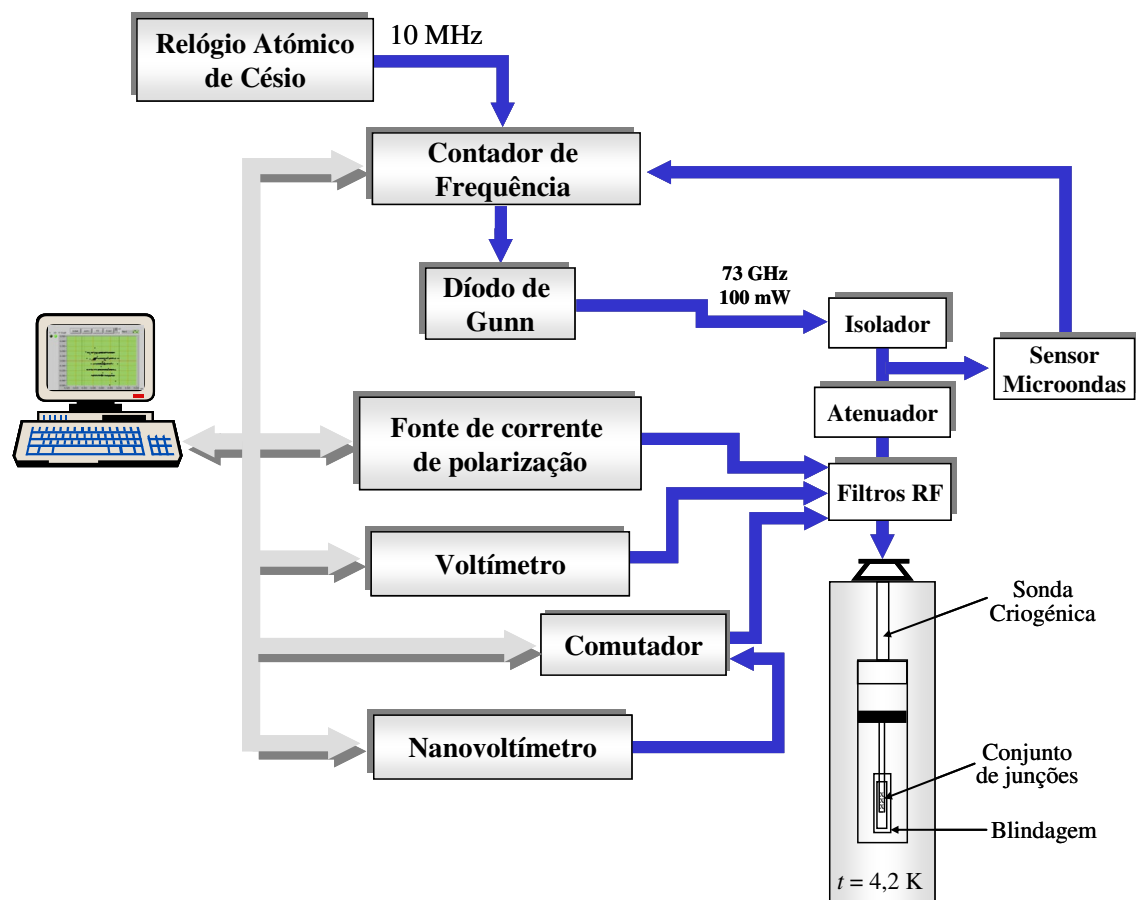 Relógio Atómico
de Césio
10 MHz
Contador de
Frequência
Díodo de
Gunn
73 GHz
100 mW
Isolador
Sensor
Microondas
Atenuador
Fonte de corrente
de polarização
Filtros RF
Voltímetro
Sonda
Criogénica
Comutador
Nanovoltímetro
Conjunto
de junções
Blindagem
t = 4,2 K